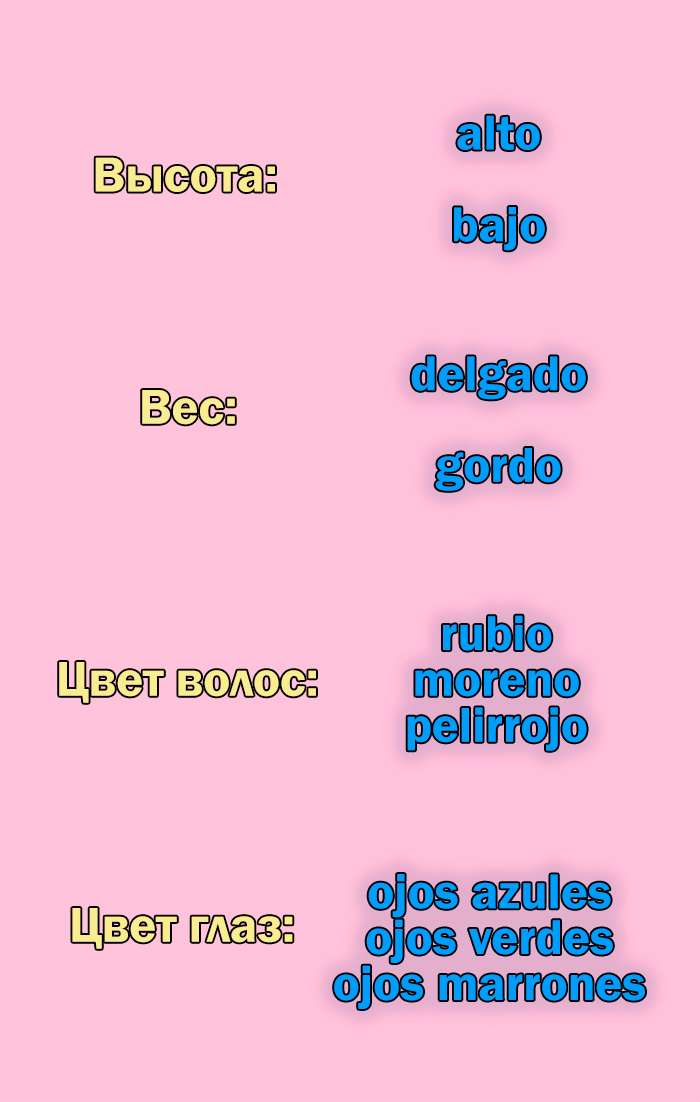 Высота:
alto
bajo
Вес:
delgado
gordo
Цвет волос:
rubio
moreno
pelirrojo
Цвет глаз:
ojos azules
ojos verdes
ojos marrones